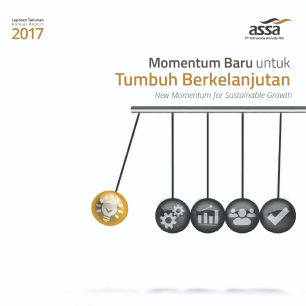 Laporan Tahunan
Annual Report
2017
assa
PT Adi Sarana Armada Tbk
Momentum Baru untuk
Tumbuh Berkelanjutan
New Momentum for Sustainable Growth